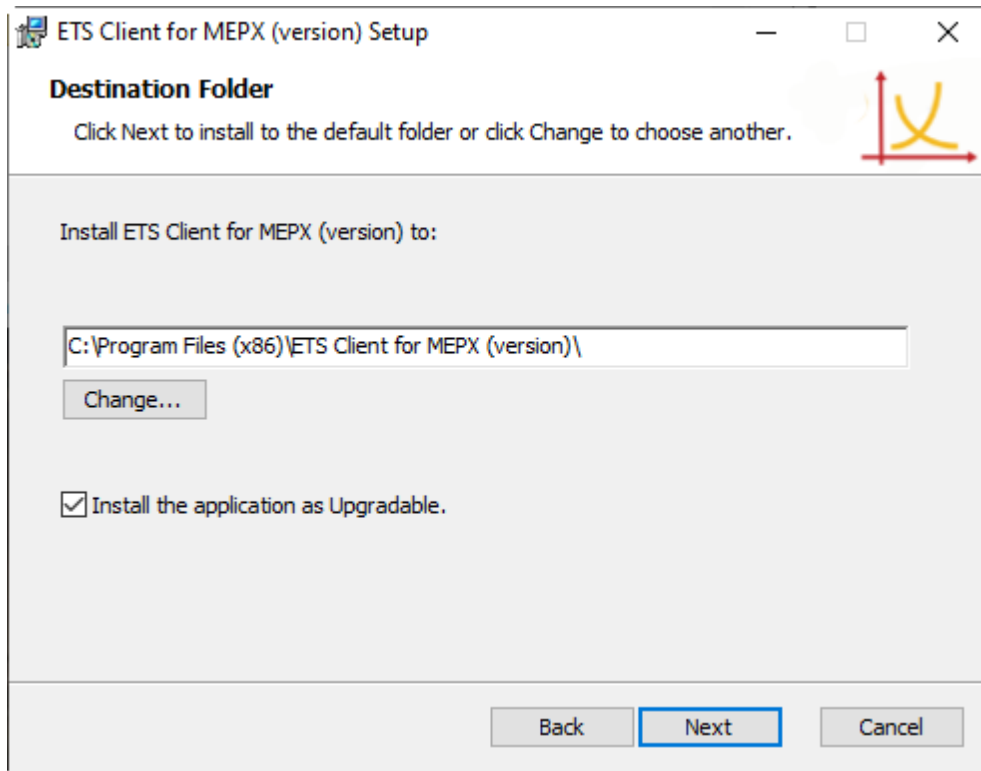 ETS Client for MEPX (version) Setup
Destination Folder
Click Next to install to the default folder or click Change to choose another.
Install ETS Client for MEPX (version) to:
C:\Program Files (x86)\ETS Client for MEPX (version)\
Change...
Install the application as Upgradable.
Back Next Cancel